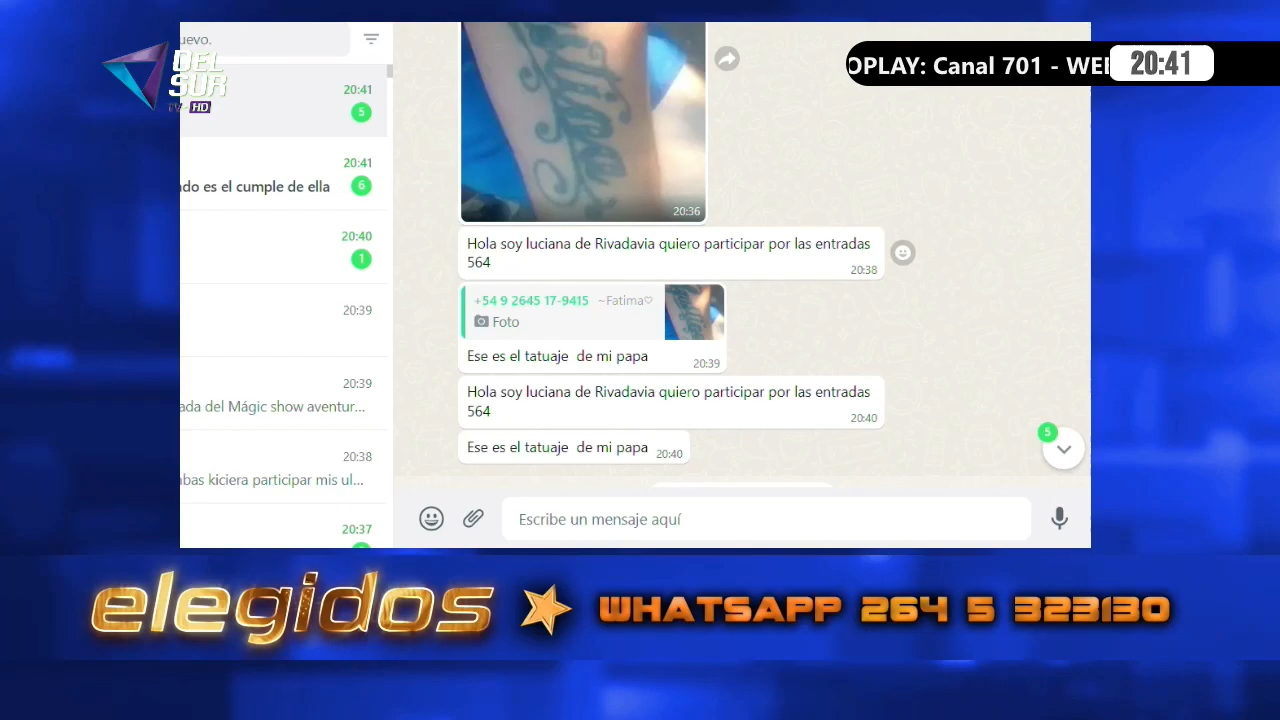 uevo.
DEL
SUR
TV - HD
OPLAY: Canal 701 - WEB
20:41
20:41
5
20:41
ndo es el cumple de ella
6
20:40
1
20:39
20:39
ada del Mágic show aventur...
20:38
nbas kiciera participar mis ul...
20:37
20:36
Hola soy luciana de Rivadavia quiero participar por las entradas
564
20:38
+54 9 2645 17-9415 ~Fatima♡
Foto
Ese es el tatuaje de mi papa
20:39
Hola soy luciana de Rivadavia quiero participar por las entradas
564
20:40
Ese es el tatuaje de mi papa
20:40
5
Escribe un mensaje aquí
elegidos
WHATSAPP 264 5 323130